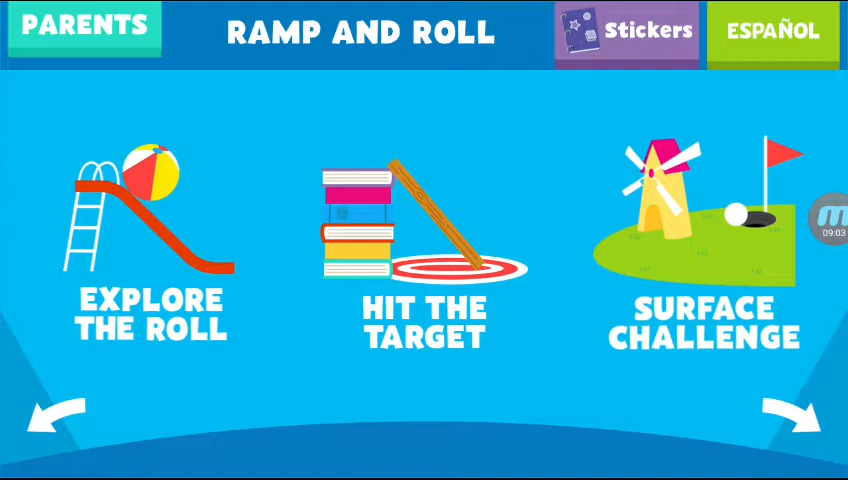 PARENTS
RAMP AND ROLL
Stickers
ESPAÑOL
m
09:03
EXPLORE
THE ROLL
HIT THE
TARGET
SURFACE
CHALLENGE